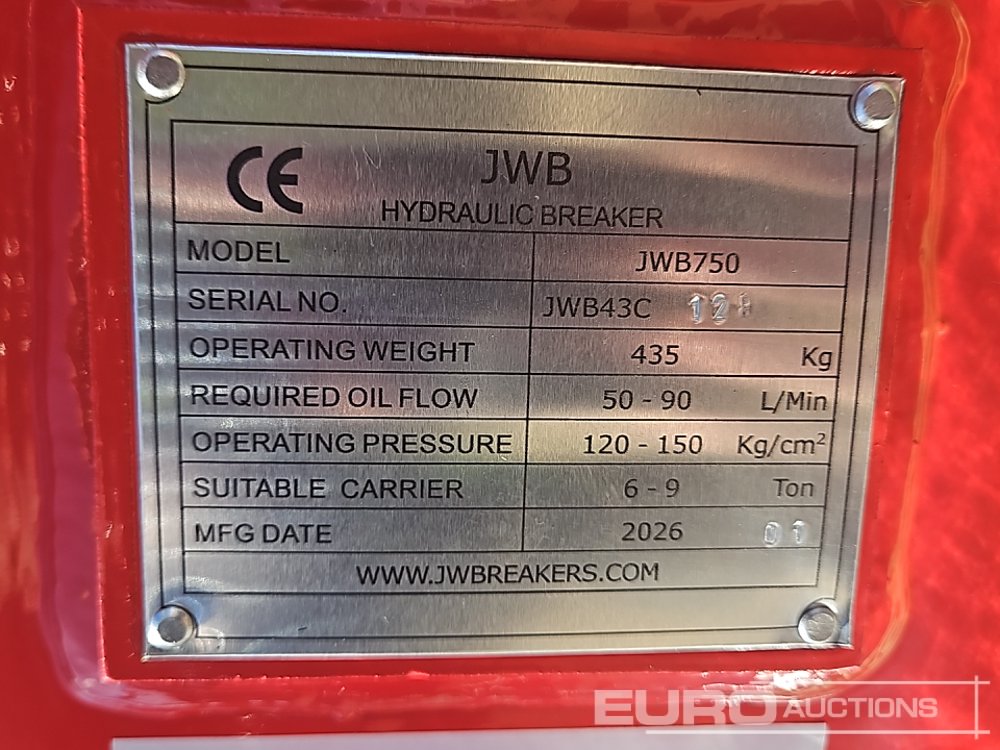 CE JWB
HYDRAULIC BREAKER
MODEL JWB750
SERIAL NO. JWB43C
OPERATING WEIGHT 435 Kg
REQUIRED OIL FLOW 50 - 90 L/Min
OPERATING PRESSURE 120 - 150 Kg/cm²
SUITABLE CARRIER 6 - 9 Ton
MFG DATE 2026 01
WWW.JWBREAKERS.COM
EURO AUCTIONS